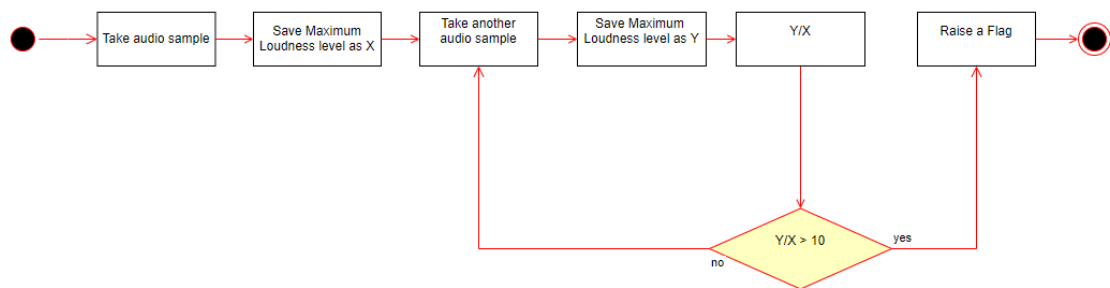 Take audio sample
Save Maximum
Loudness level as X
Take another
audio sample
Save Maximum
Loudness level as Y
Y/X
Raise a Flag
Y/X > 10
yes
no